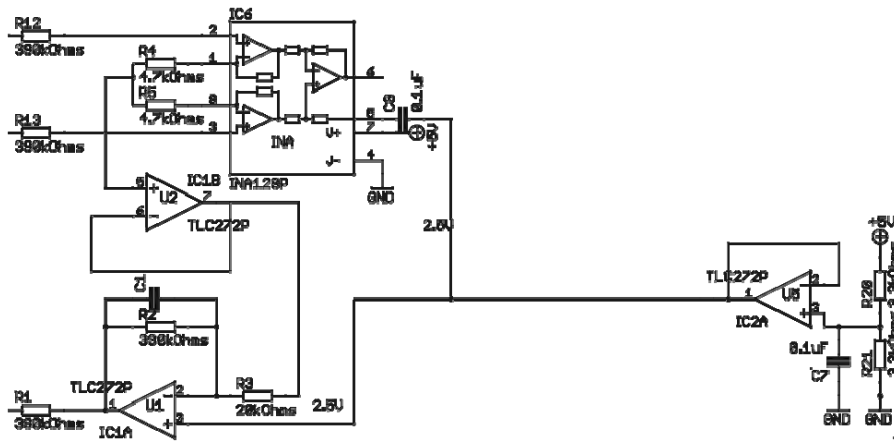 IC6
R12
390kOhms
2
R4
1
4.7kOhms
R5
8
4.7kOhms
6
C8
0.1uF
5
7
V+
+5V
R13
390kOhms
3
INA
V-
4
INA128P
GND
5
IC1B
U2
7
6
TLC272P
2.5V
+5V
TLC272P
2
1
U5
3
IC2A
R20
C1
R2
390kOhms
0.1uF
C7
R21
GND
GND
TLC272P
R1
390kOhms
1
2
U1
3
IC1A
R3
20kOhms
2.5V